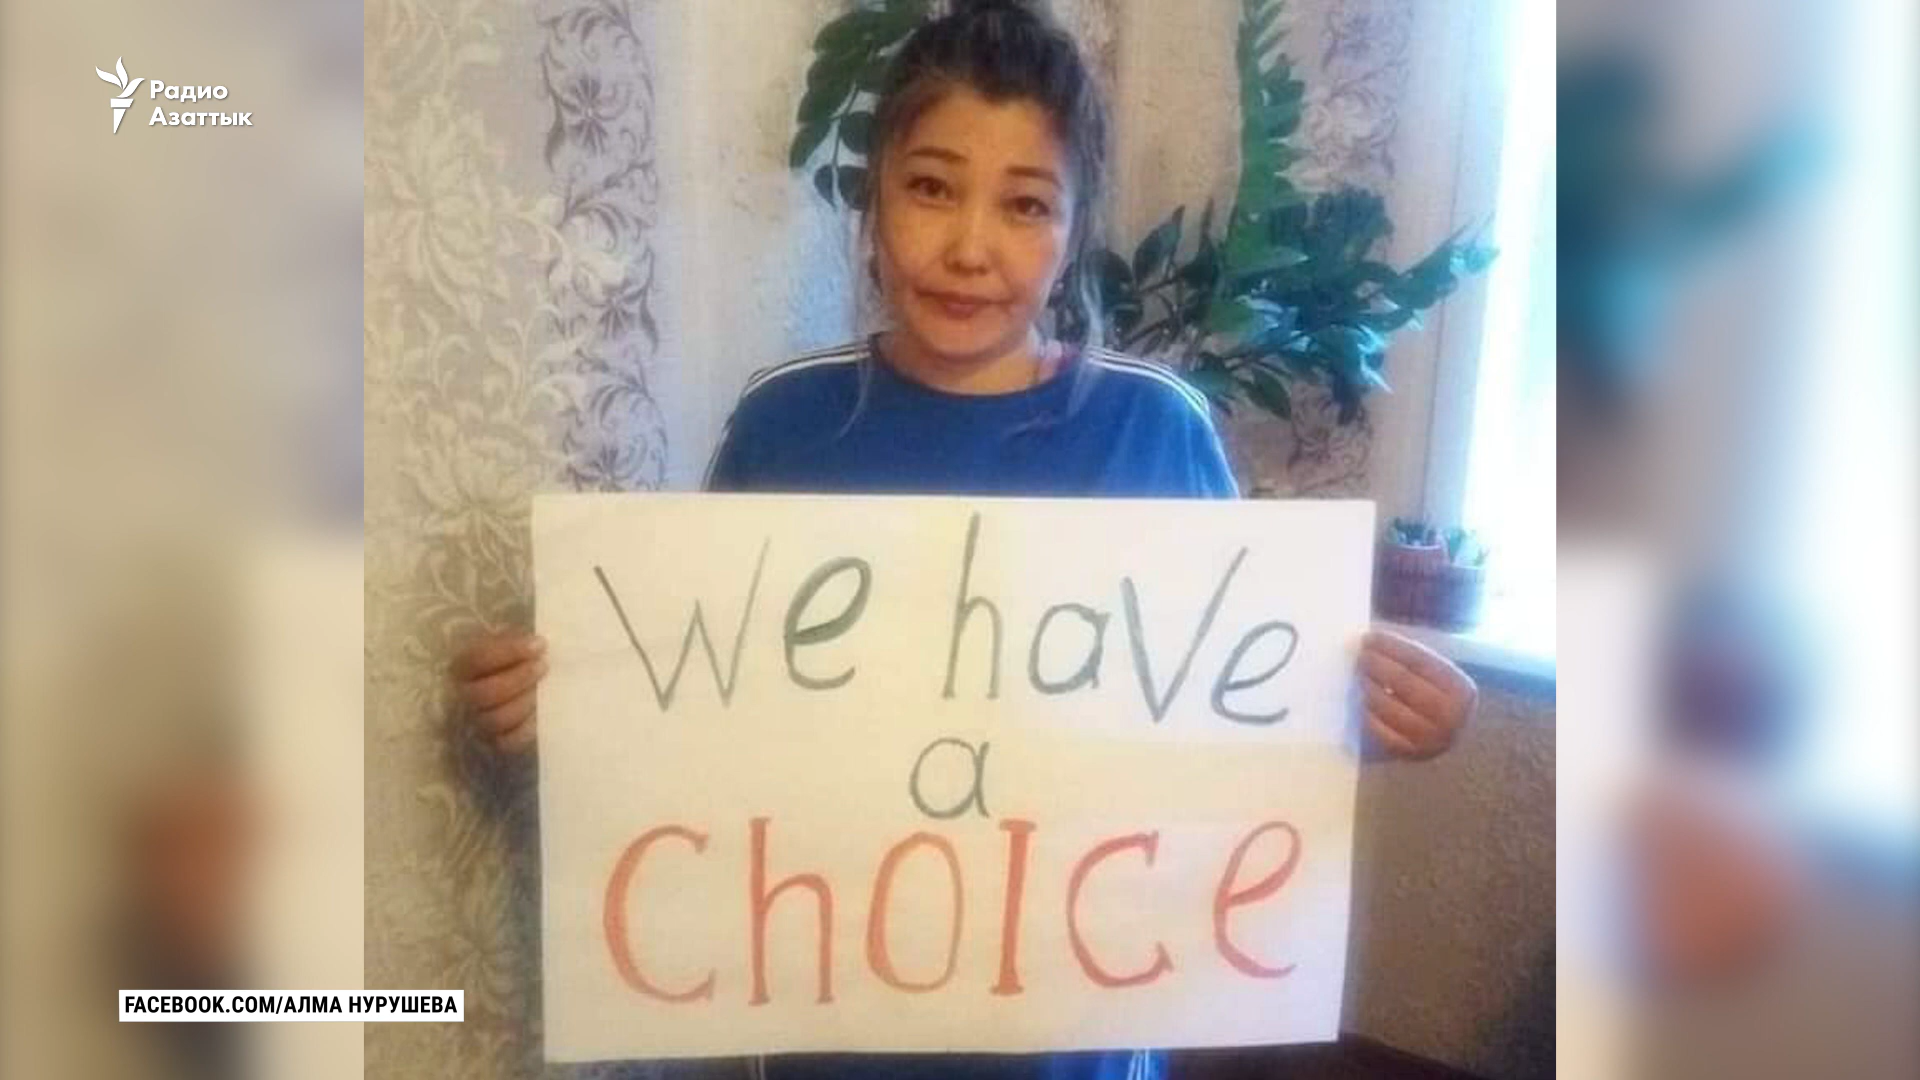 Радио
Азаттык
We have
a
choice
FACEBOOK.COM/АЛМА НУРУШЕВА